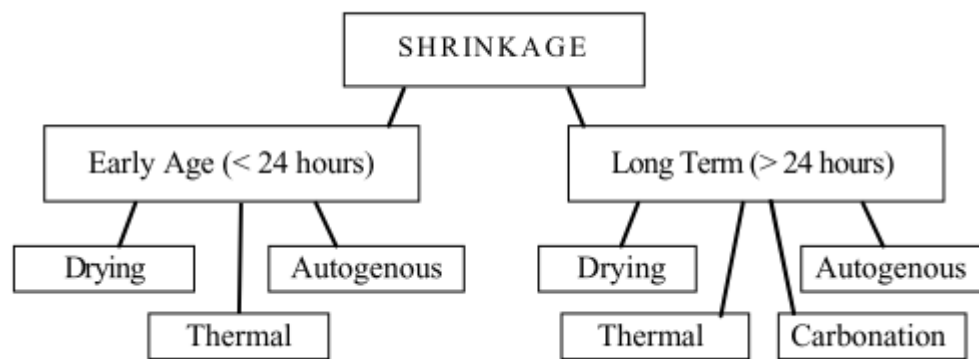 SHRINKAGE
Early Age (< 24 hours)
Long Term (> 24 hours)
Drying
Autogenous
Drying
Autogenous
Thermal
Thermal
Carbonation